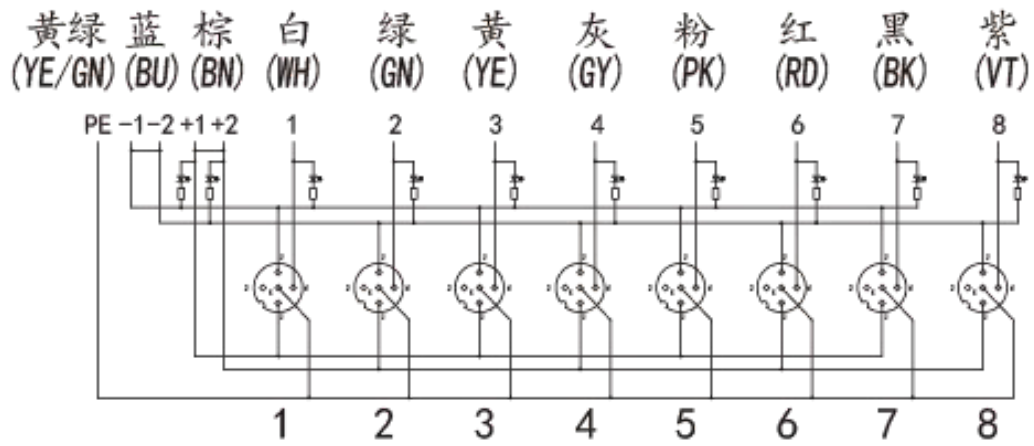 黄绿 蓝 棕 白 绿 黄 灰 粉 红 黑 紫
(YE/GN) (BU) (BN) (WH) (GN) (YE) (GY) (PK) (RD) (BK) (VT)
PE -1 -2 +1 +2 1 2 3 4 5 6 7 8
1 2 3 4 5 6 7 8